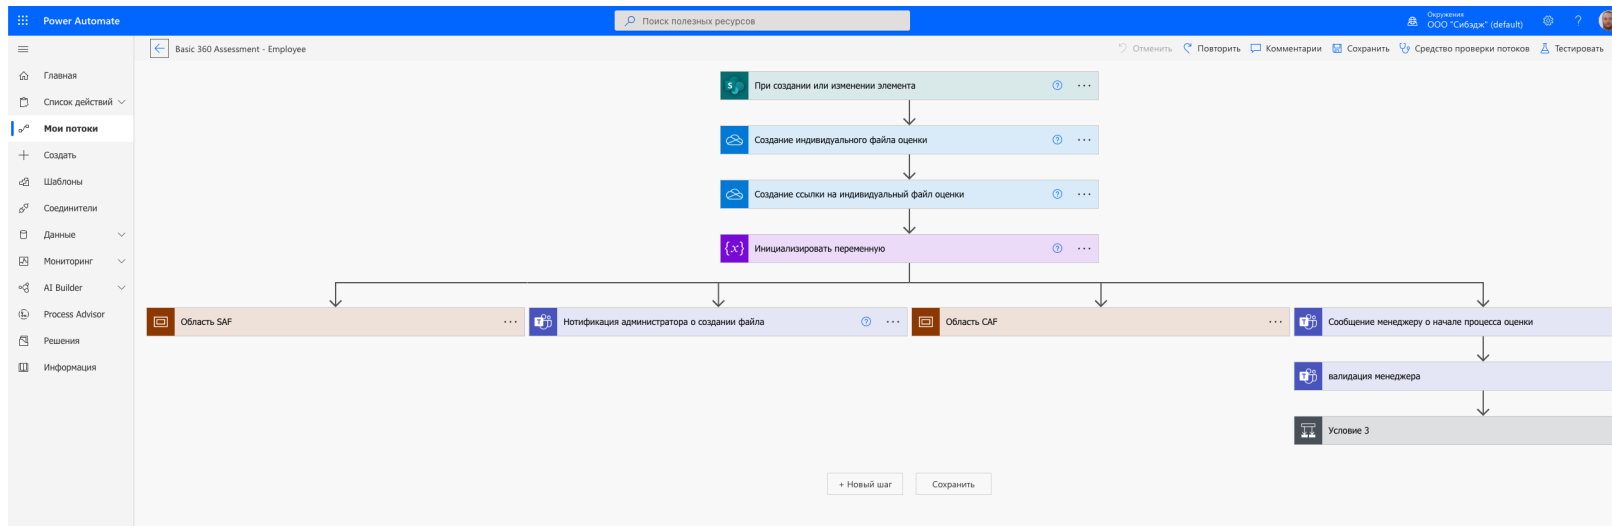 Power Automate
Поиск полезных ресурсов
Окружения
ООО "Сибэдж" (default)
Basic 360 Assessment - Employee
Отменить
Повторить
Комментарии
Сохранить
Средство проверки потоков
Тестировать
Главная
Список действий
Мои потоки
Создать
Шаблоны
Соединители
Данные
Мониторинг
AI Builder
Process Advisor
Решения
Информация
При создании или изменении элемента
Создание индивидуального файла оценки
Создание ссылки на индивидуальный файл оценки
{x} Инициализировать переменную
Область SAF
Нотификация администратора о создании файла
Область CAF
Сообщение менеджеру о начале процесса оценки
валидация менеджера
Условие 3
+ Новый шаг
Сохранить